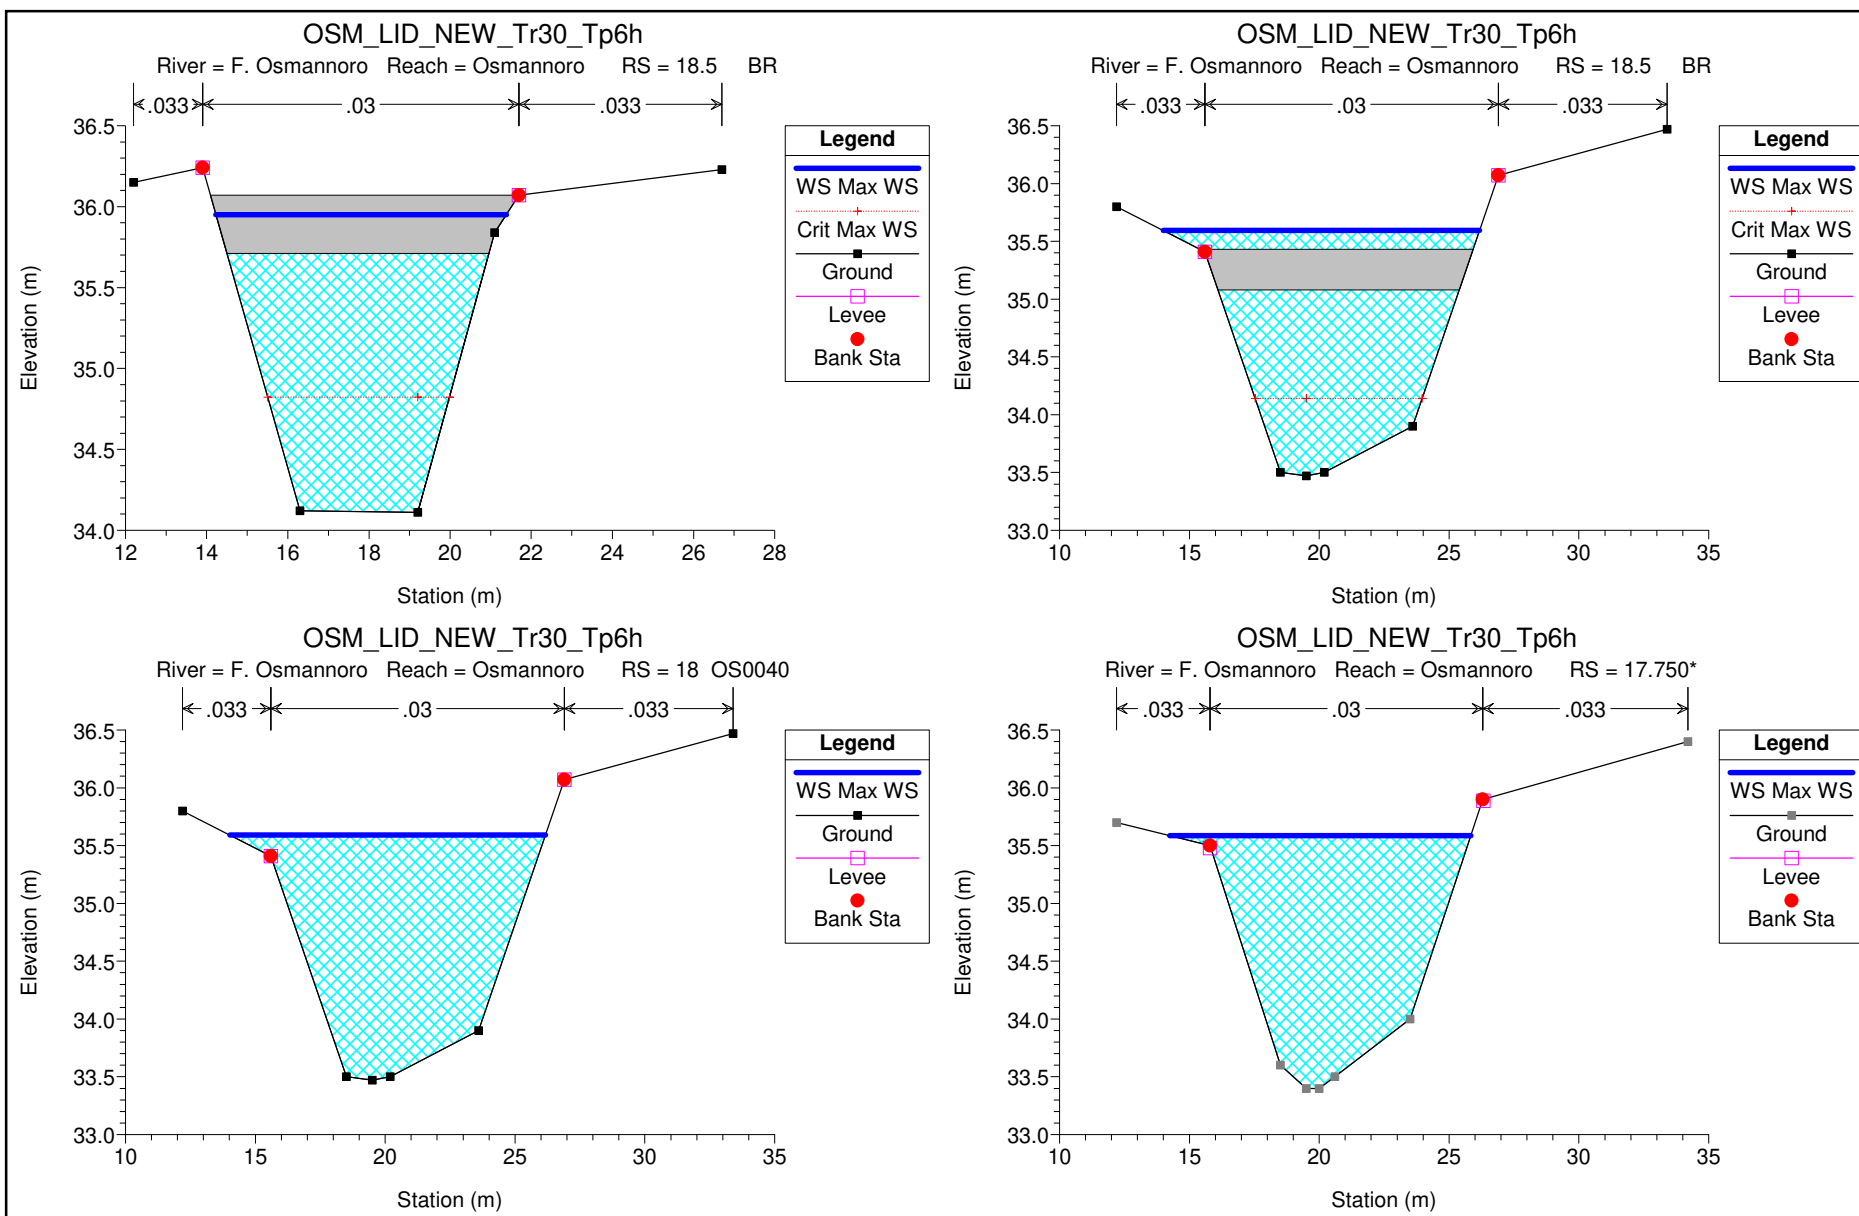 OSM_LID_NEW_Tr30_Tp6h
River = F. Osmannoro Reach = Osmannoro RS = 18.5 BR
.033 .03 .033
36.5
36.0
35.5
35.0
34.5
34.0
12 14 16 18 20 22 24 26 28
Station (m)
Elevation (m)
Legend
WS Max WS
Crit Max WS
Ground
Levee
Bank Sta
OSM_LID_NEW_Tr30_Tp6h
River = F. Osmannoro Reach = Osmannoro RS = 18.5 BR
.033 .03 .033
36.5
36.0
35.5
35.0
34.5
34.0
33.5
33.0
10 15 20 25 30 35
Station (m)
Elevation (m)
Legend
WS Max WS
Crit Max WS
Ground
Levee
Bank Sta
OSM_LID_NEW_Tr30_Tp6h
River = F. Osmannoro Reach = Osmannoro RS = 18 OS0040
.033 .03 .033
36.5
36.0
35.5
35.0
34.5
34.0
33.5
33.0
10 15 20 25 30 35
Station (m)
Elevation (m)
Legend
WS Max WS
Ground
Levee
Bank Sta
OSM_LID_NEW_Tr30_Tp6h
River = F. Osmannoro Reach = Osmannoro RS = 17.750*
.033 .03 .033
36.5
36.0
35.5
35.0
34.5
34.0
33.5
33.0
10 15 20 25 30 35
Station (m)
Elevation (m)
Legend
WS Max WS
Ground
Levee
Bank Sta